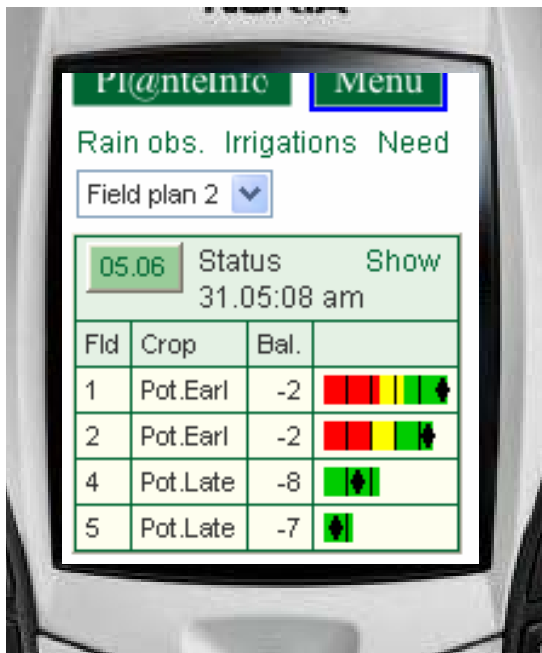 NOKIA
Pl@nteInfo Menu
Rain obs. Irrigations Need
Field plan 2
05.06 Status Show
31.05:08 am
Fld Crop Bal.
1 Pot.Earl -2
2 Pot.Earl -2
4 Pot.Late -8
5 Pot.Late -7